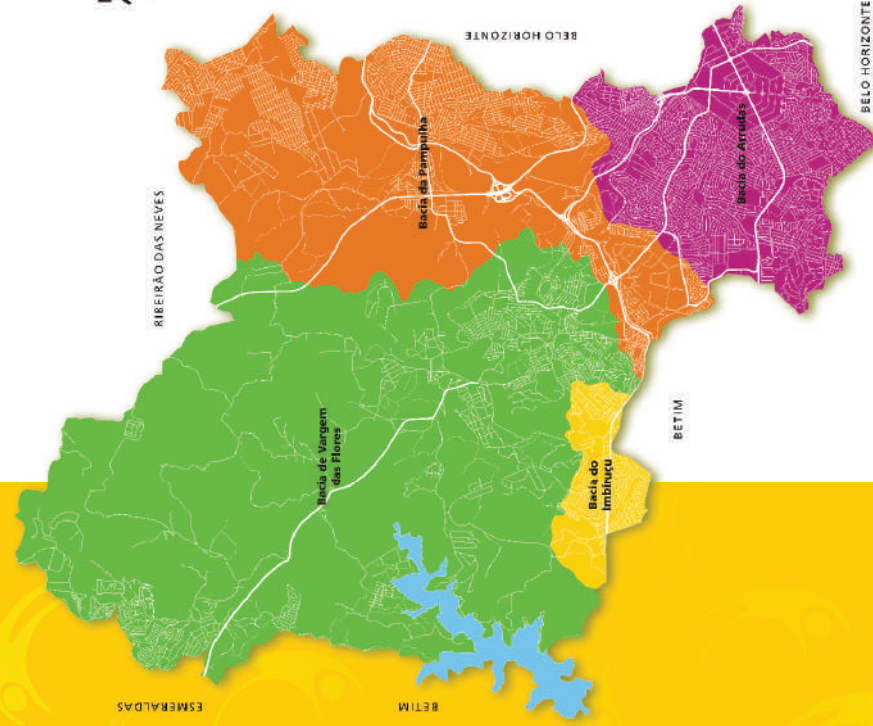 BELO HORIZONTE
BELO HORIZONTE
RIBEIRÃO DAS NEVES
Bacia da Pampulha
Bacia do Arrudas
Bacia de Vargem
das Flores
Bacia do
Imbiruçu
BETIM
ESMERALDAS
BETIM